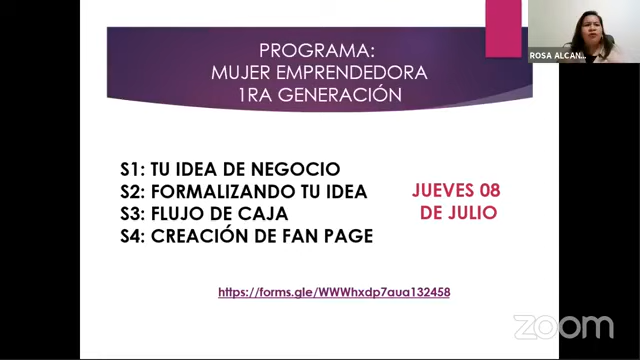 PROGRAMA:
MUJER EMPRENDEDORA
1RA GENERACIÓN
ROSA ALCAN...
S1: TU IDEA DE NEGOCIO
S2: FORMALIZANDO TU IDEA
S3: FLUJO DE CAJA
S4: CREACIÓN DE FAN PAGE
JUEVES 08
DE JULIO
https://forms.gle/WWWhxdp7aua132458
zoom